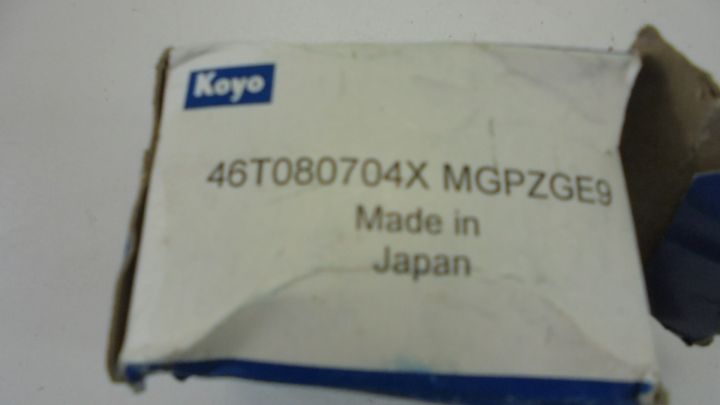 Koyo
46T080704X MGPZGE9
Made in
Japan